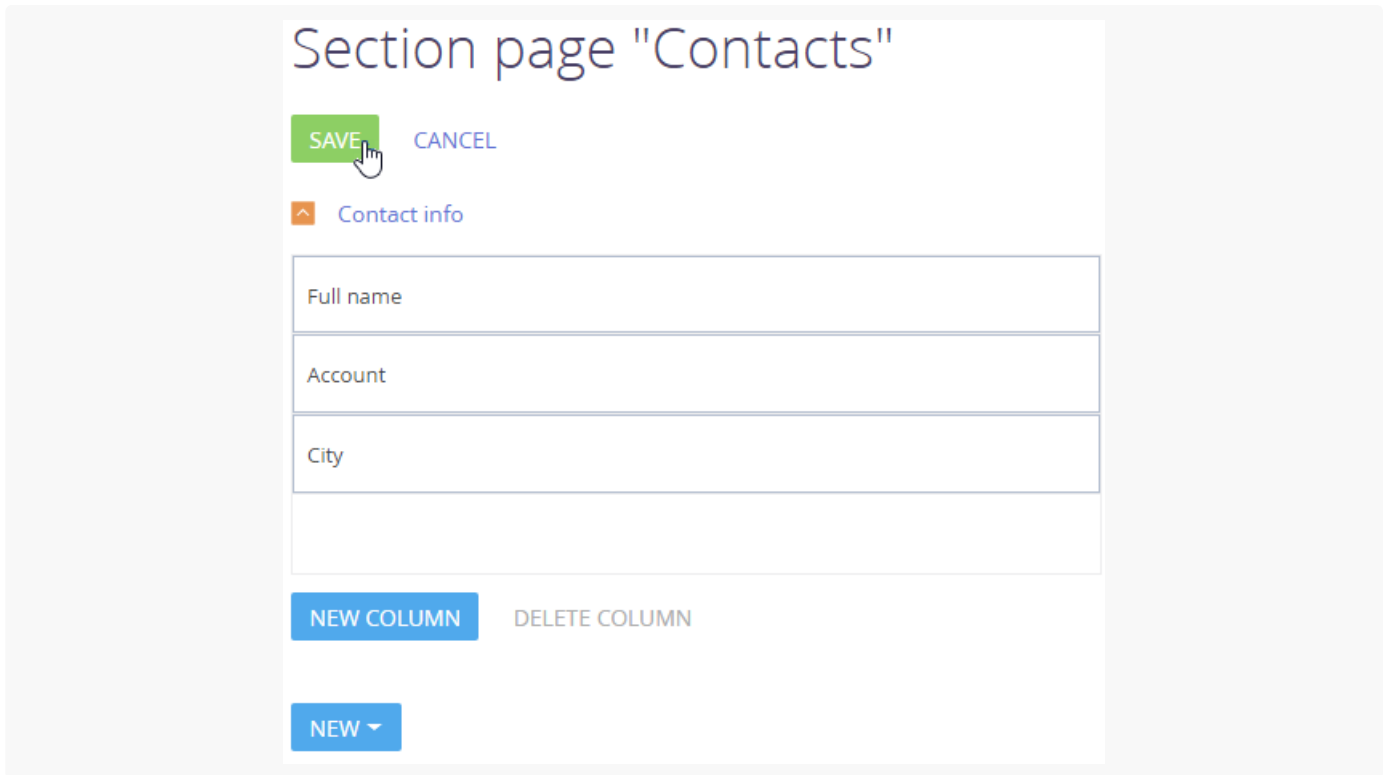 Section page "Contacts"
SAVE CANCEL
Contact info
Full name
Account
City
NEW COLUMN DELETE COLUMN
NEW